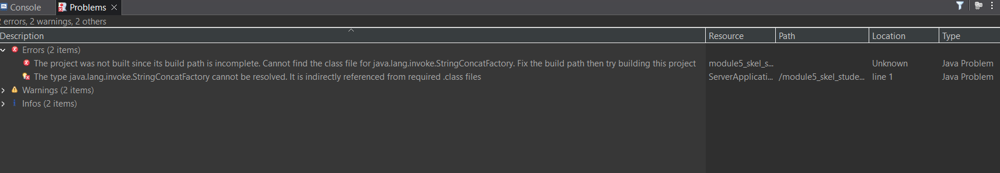 Console Problems
2 errors, 2 warnings, 2 others
Description Resource Path Location Type
Errors (2 items)
The project was not built since its build path is incomplete. Cannot find the class file for java.lang.invoke.StringConcatFactory. Fix the build path then try building this project module5_skel_s... Unknown Java Problem
The type java.lang.invoke.StringConcatFactory cannot be resolved. It is indirectly referenced from required .class files ServerApplicati... /module5_skel_stude... line 1 Java Problem
Warnings (2 items)
Infos (2 items)